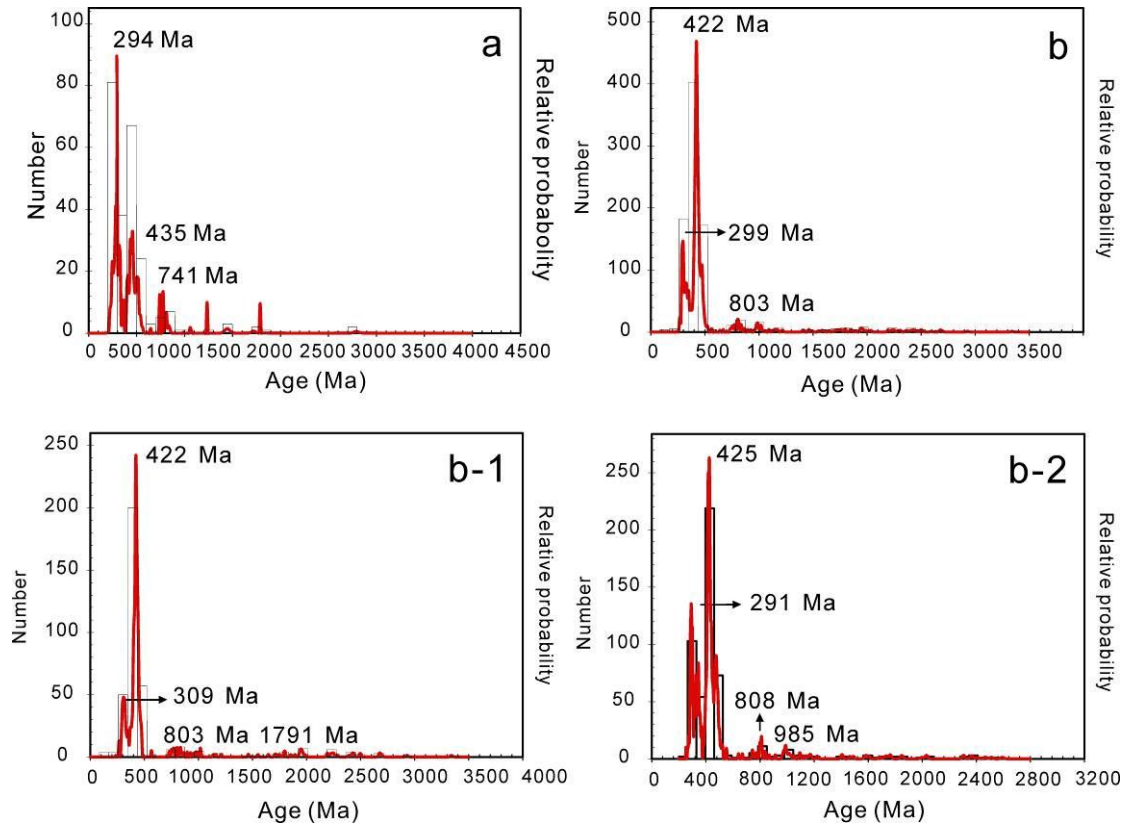 a
294 Ma
435 Ma
741 Ma
100
80
60
40
20
0
Number
Relative probabolity
0 500 1000 1500 2000 2500 3000 3500 4000 4500
Age (Ma)
b
422 Ma
299 Ma
803 Ma
500
400
300
200
100
0
Number
Relative probability
0 500 1000 1500 2000 2500 3000 3500
Age (Ma)
b-1
422 Ma
309 Ma
803 Ma 1791 Ma
250
200
150
100
50
0
Number
Relative probability
0 500 1000 1500 2000 2500 3000 3500 4000
Age (Ma)
b-2
425 Ma
291 Ma
808 Ma
985 Ma
250
200
150
100
50
0
Number
Relative probability
0 400 800 1200 1600 2000 2400 2800 3200
Age (Ma)